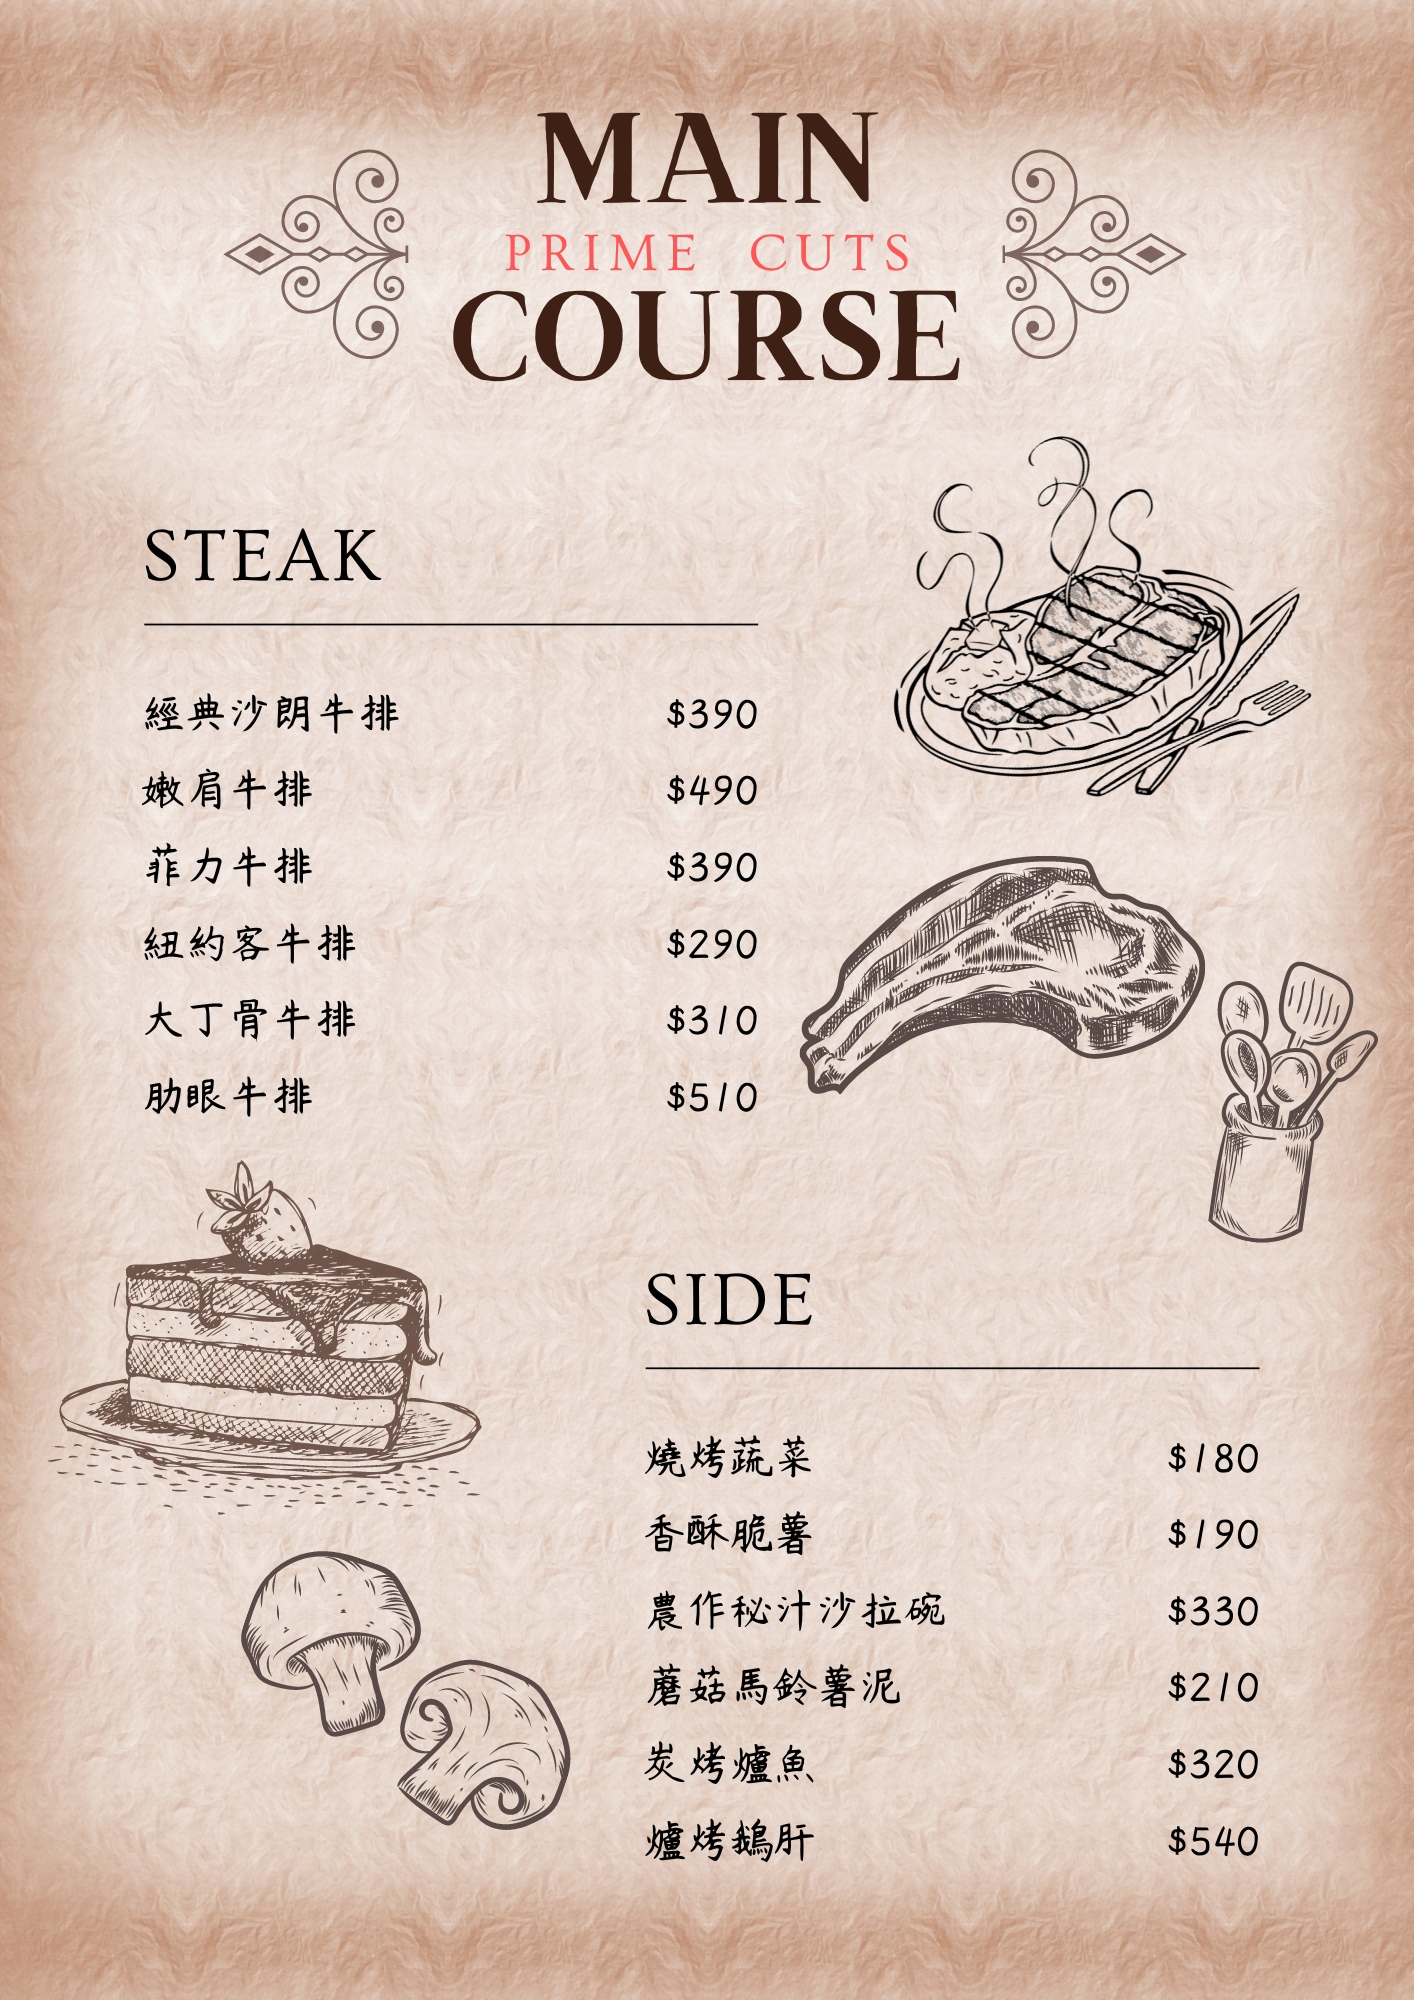 MAIN
PRIME CUTS
COURSE
STEAK
經典沙朗牛排 $390
嫩肩牛排 $490
菲力牛排 $390
紐約客牛排 $290
大丁骨牛排 $310
肋眼牛排 $510
SIDE
燒烤蔬菜 $180
香酥脆薯 $190
農作秘汁沙拉碗 $330
蘑菇馬鈴薯泥 $210
炭烤爐魚 $320
爐烤鵝肝 $540